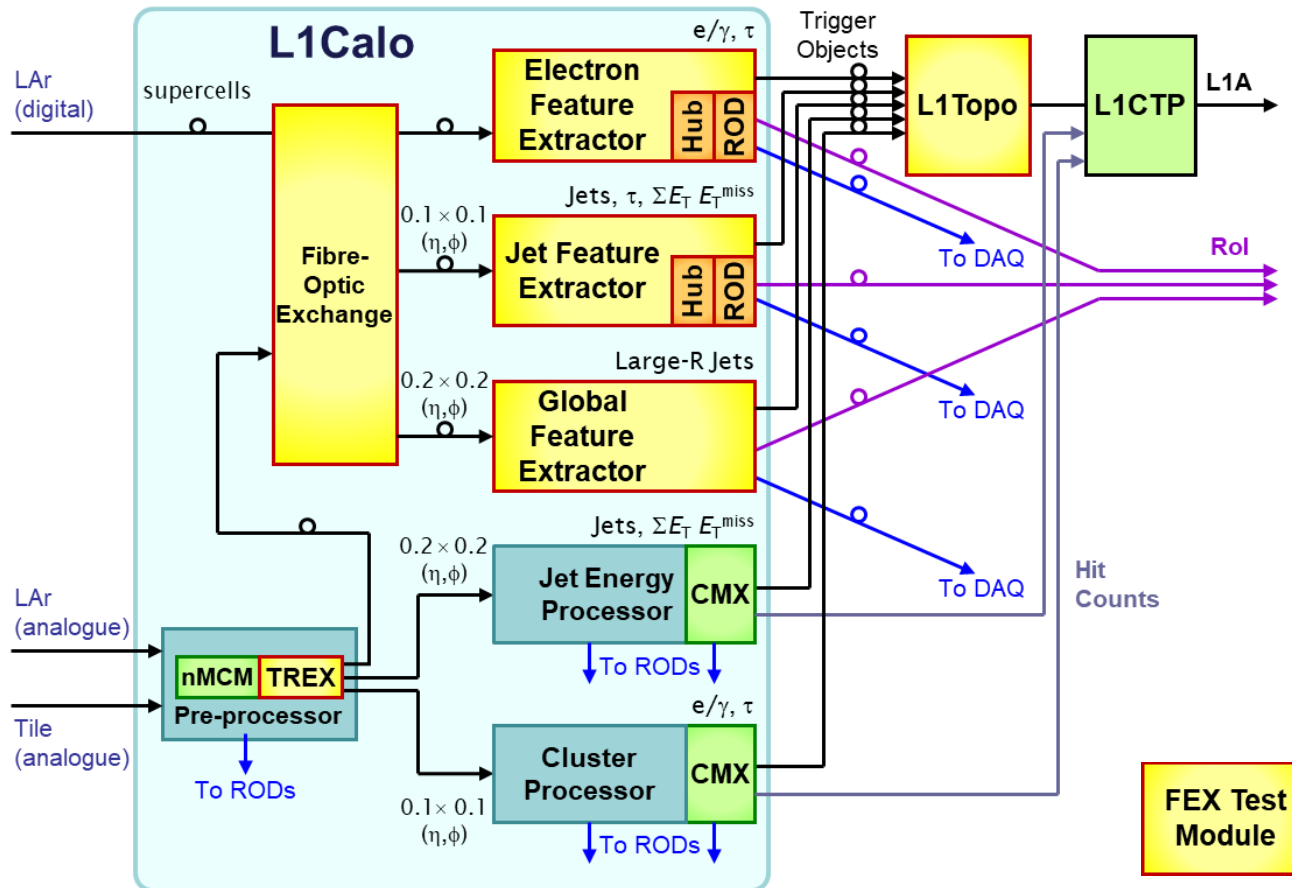 L1Calo
LAr
(digital)
supercells
Fibre-
Optic
Exchange
e/γ, τ
Electron
Feature
Extractor
Hub
ROD
Jets, τ, ΣE_T E_T^miss
0.1 × 0.1
(η,ϕ)
Jet Feature
Extractor
Hub
ROD
Large-R Jets
0.2 × 0.2
(η,ϕ)
Global
Feature
Extractor
Trigger
Objects
L1Topo
L1CTP
L1A
To DAQ
RoI
To DAQ
To DAQ
Hit
Counts
Jets, ΣE_T E_T^miss
0.2 × 0.2
(η,ϕ)
Jet Energy
Processor
CMX
To RODs
LAr
(analogue)
nMCM
TREX
Pre-processor
Tile
(analogue)
To RODs
e/γ, τ
Cluster
Processor
CMX
0.1 × 0.1
(η,ϕ)
To RODs
FEX Test
Module